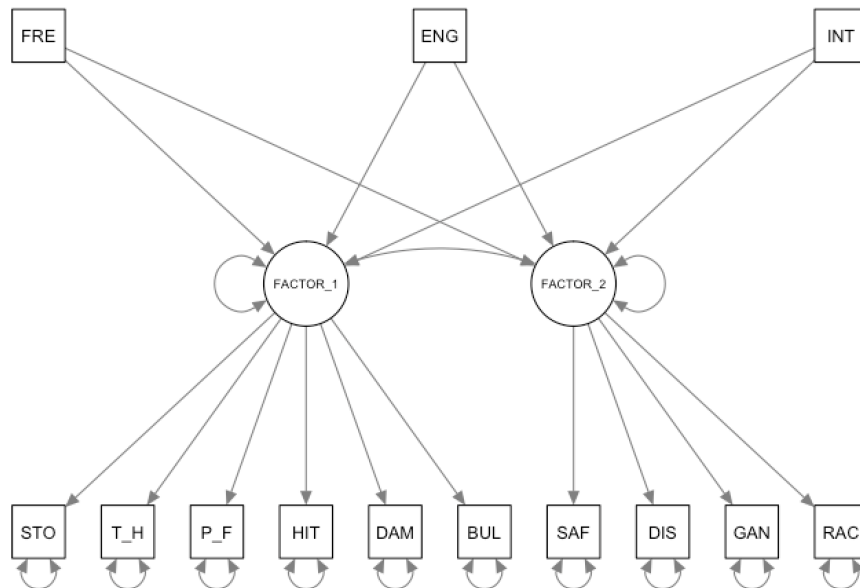 FRE ENG INT
FACTOR_1 FACTOR_2
STO T_H P_F HIT DAM BUL SAF DIS GAN RAC